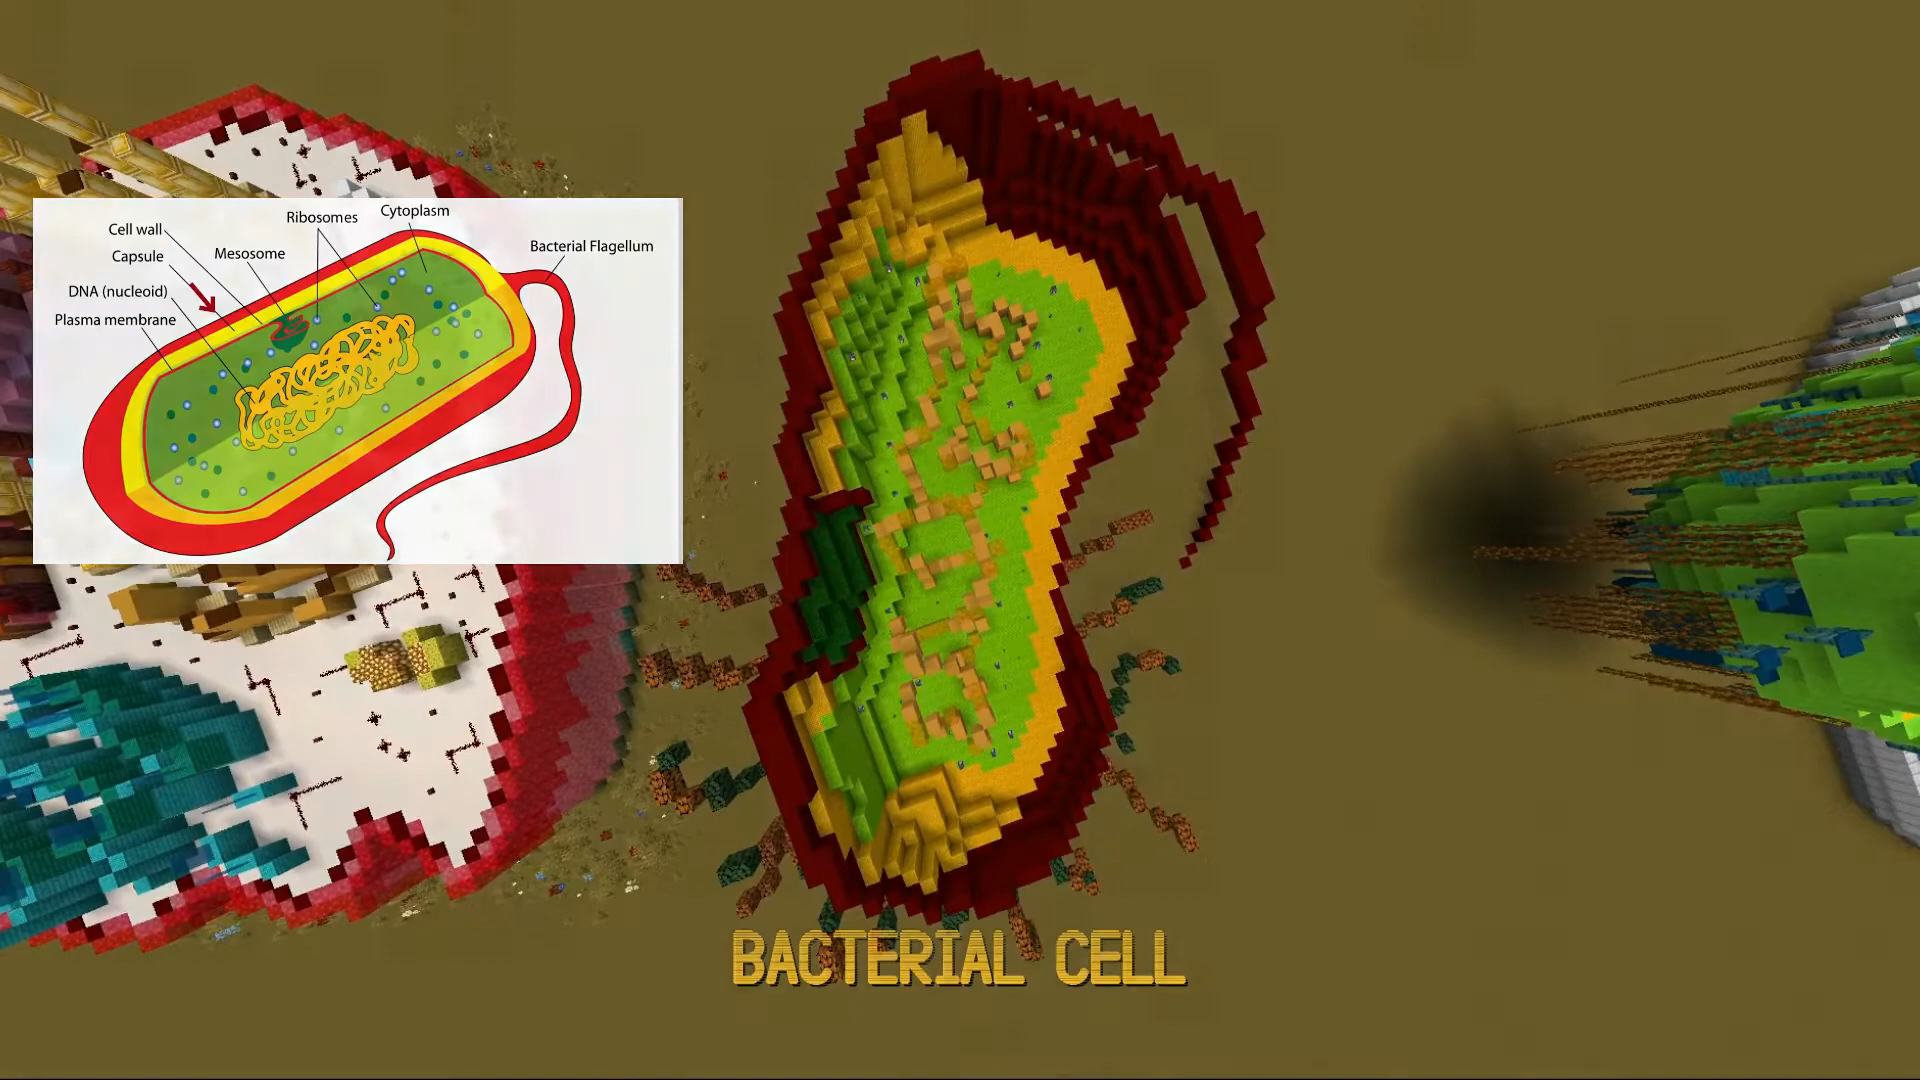 Ribosomes
Cytoplasm
Cell wall
Capsule
Mesosome
Bacterial Flagellum
DNA (nucleoid)
Plasma membrane
BACTERIAL CELL